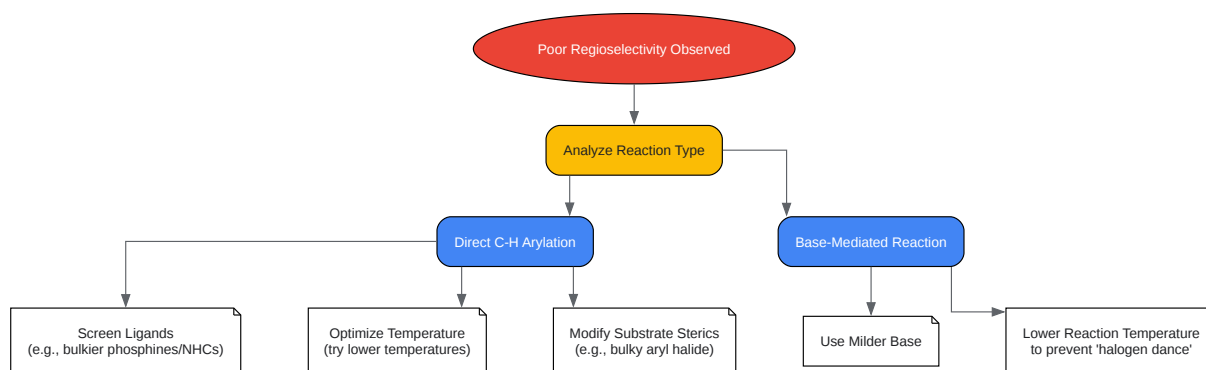 Poor Regioselectivity Observed
Analyze Reaction Type
Direct C-H Arylation
Base-Mediated Reaction
Screen Ligands
(e.g., bulkier phosphines/NHCs)
Optimize Temperature
(try lower temperatures)
Modify Substrate Sterics
(e.g., bulky aryl halide)
Use Milder Base
Lower Reaction Temperature
to prevent 'halogen dance'